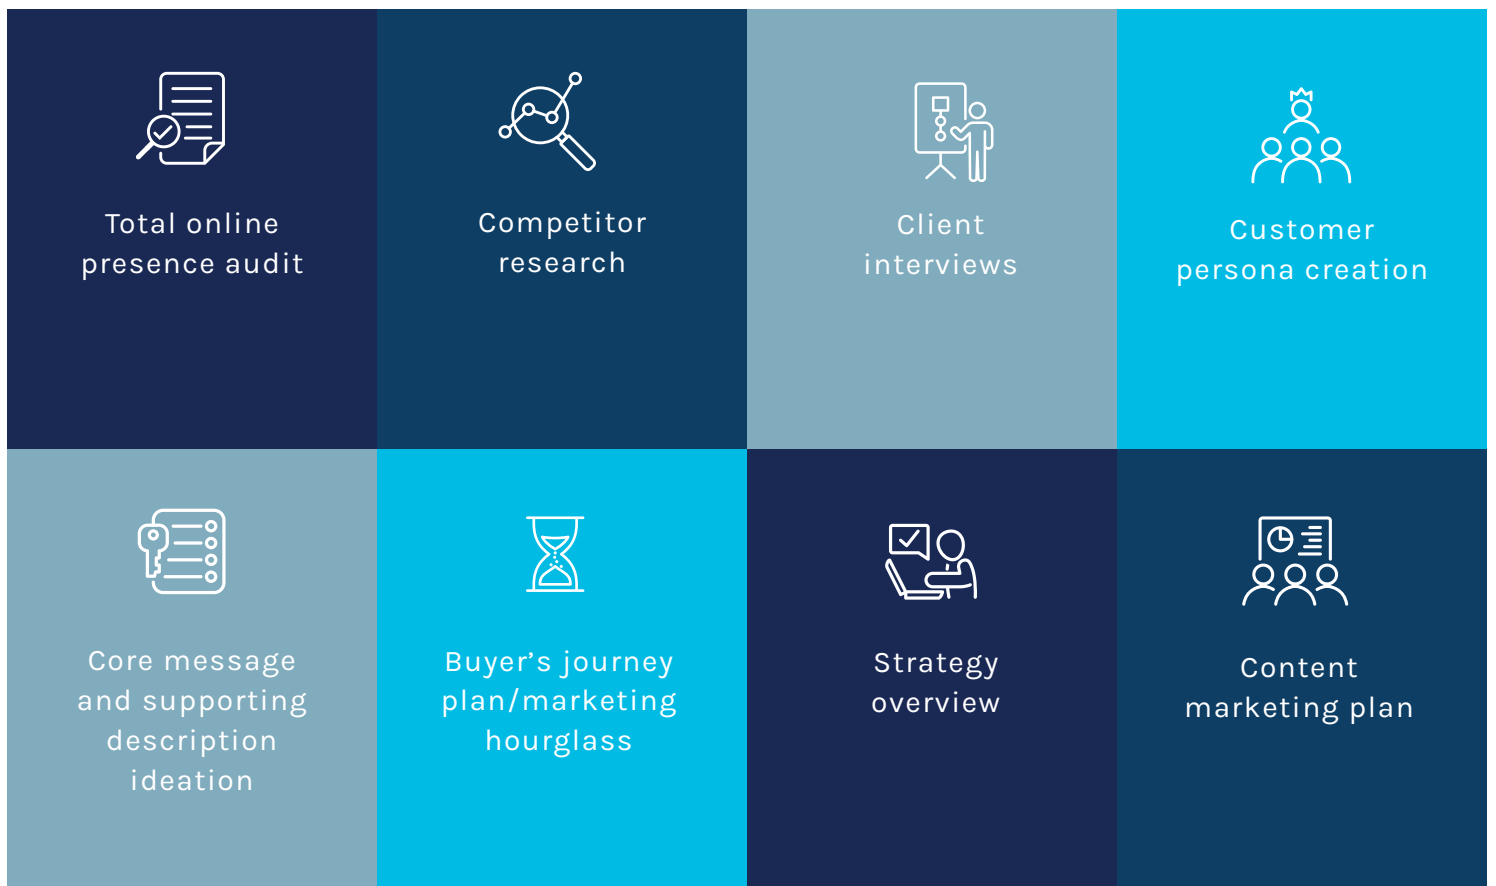 Total online
presence audit
Competitor
research
Client
interviews
Customer
persona creation
Core message
and supporting
description
ideation
Buyer’s journey
plan/marketing
hourglass
Strategy
overview
Content
marketing plan